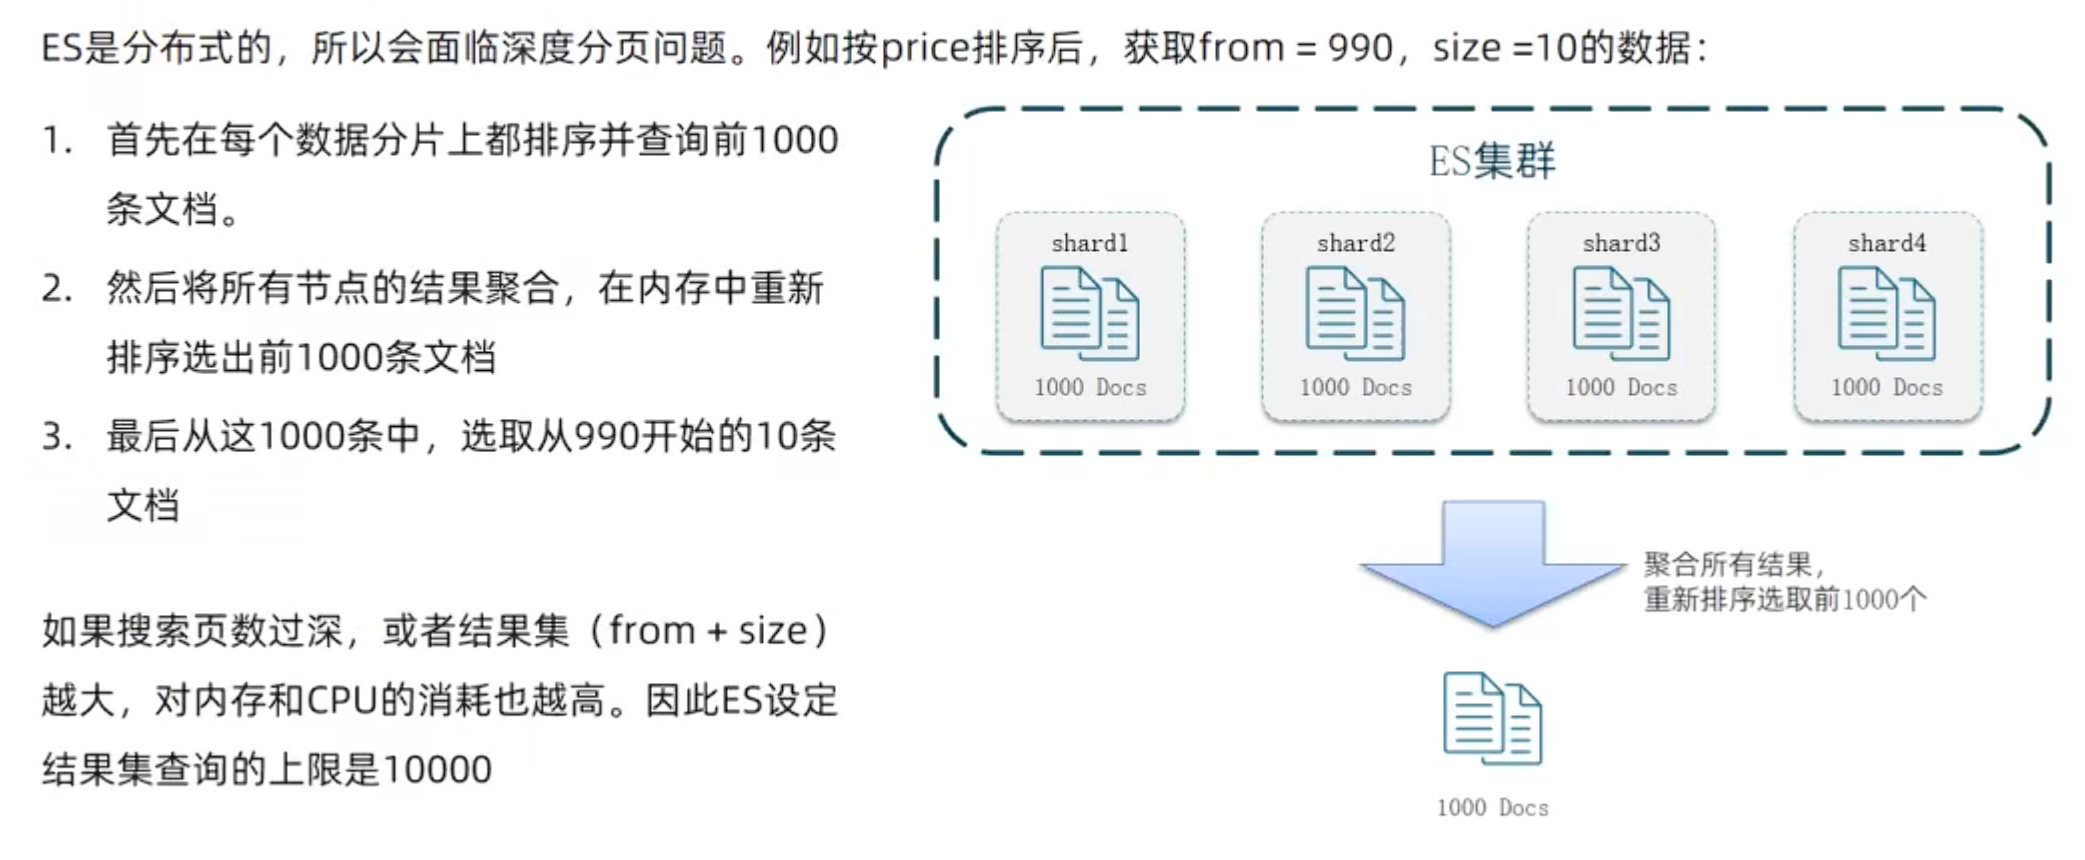 ES是分布式的，所以会面临深度分页问题。例如按price排序后，获取from = 990，size =10的数据：
1. 首先在每个数据分片上都排序并查询前1000
条文档。
2. 然后将所有节点的结果聚合，在内存中重新
排序选出前1000条文档
3. 最后从这1000条中，选取从990开始的10条
文档
如果搜索页数过深，或者结果集（from + size）
越大，对内存和CPU的消耗也越高。因此ES设定
结果集查询的上限是10000
ES集群
shard1
shard2
shard3
shard4
1000 Docs
1000 Docs
1000 Docs
1000 Docs
聚合所有结果，
重新排序选取前1000个
1000 Docs